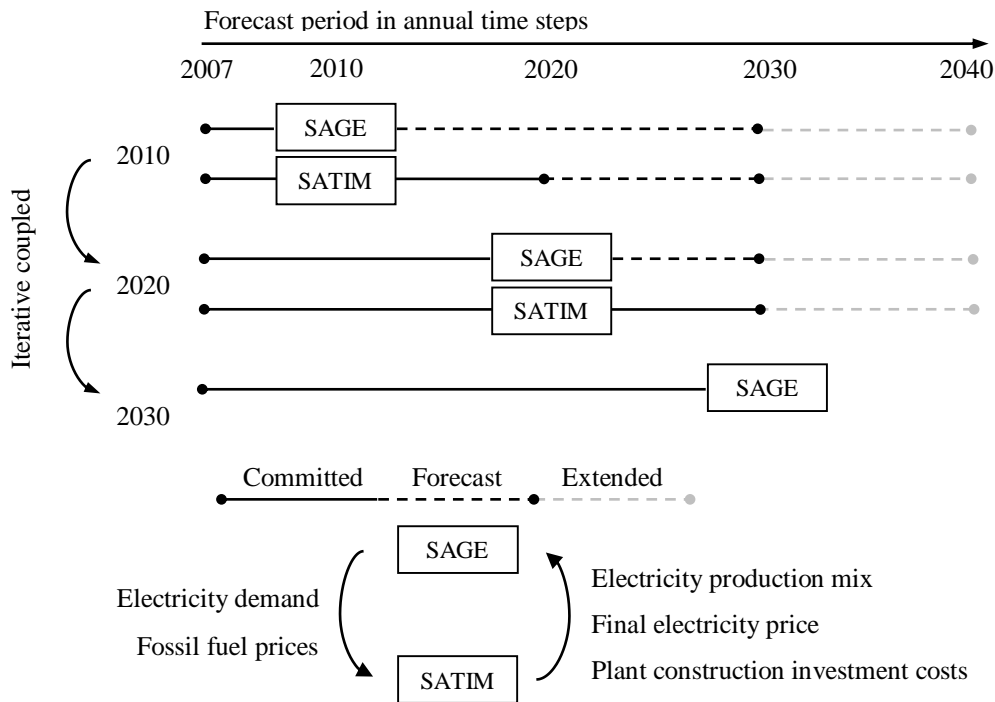 Forecast period in annual time steps
2007 2010 2020 2030 2040
SAGE
2010
SATIM
Iterative coupled
SAGE
2020
SATIM
SAGE
2030
Committed Forecast Extended
SAGE
Electricity demand
Fossil fuel prices
Electricity production mix
Final electricity price
Plant construction investment costs
SATIM